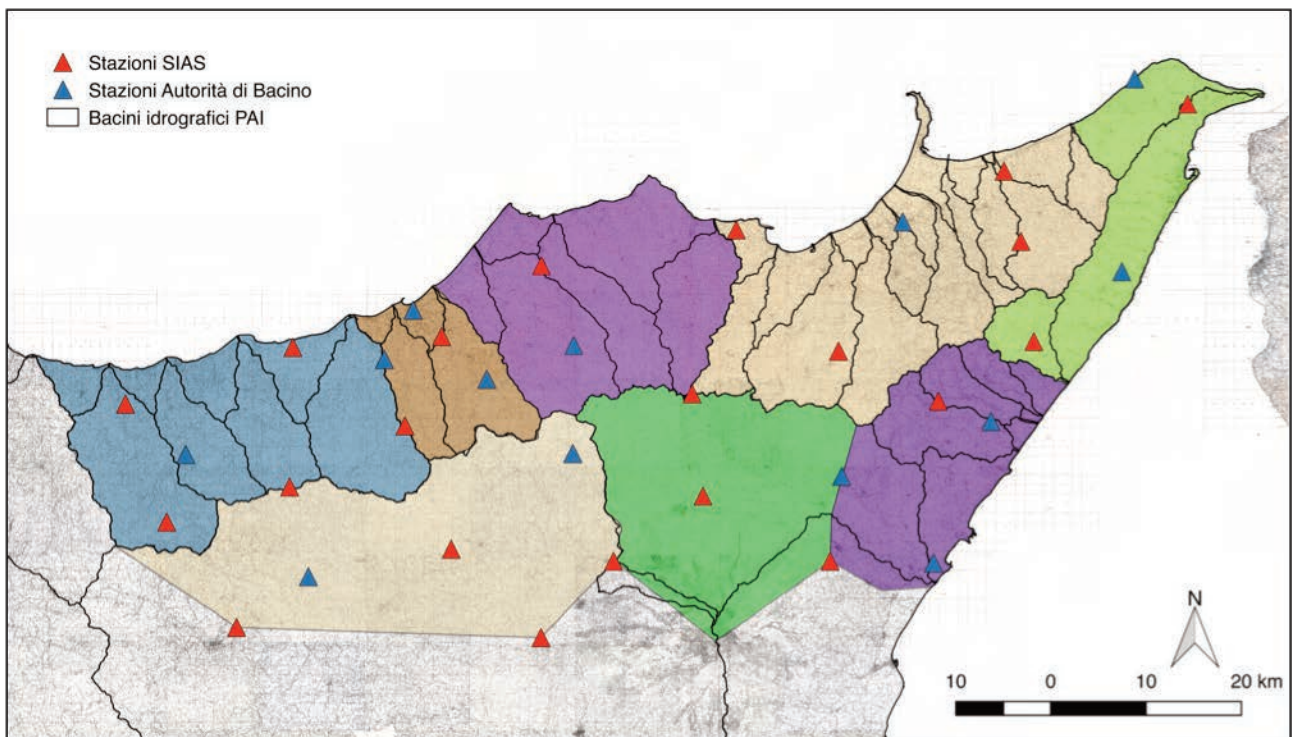 Stazioni SIAS
Stazioni Autorità di Bacino
Bacini idrografici PAI
N
10 0 10 20 km